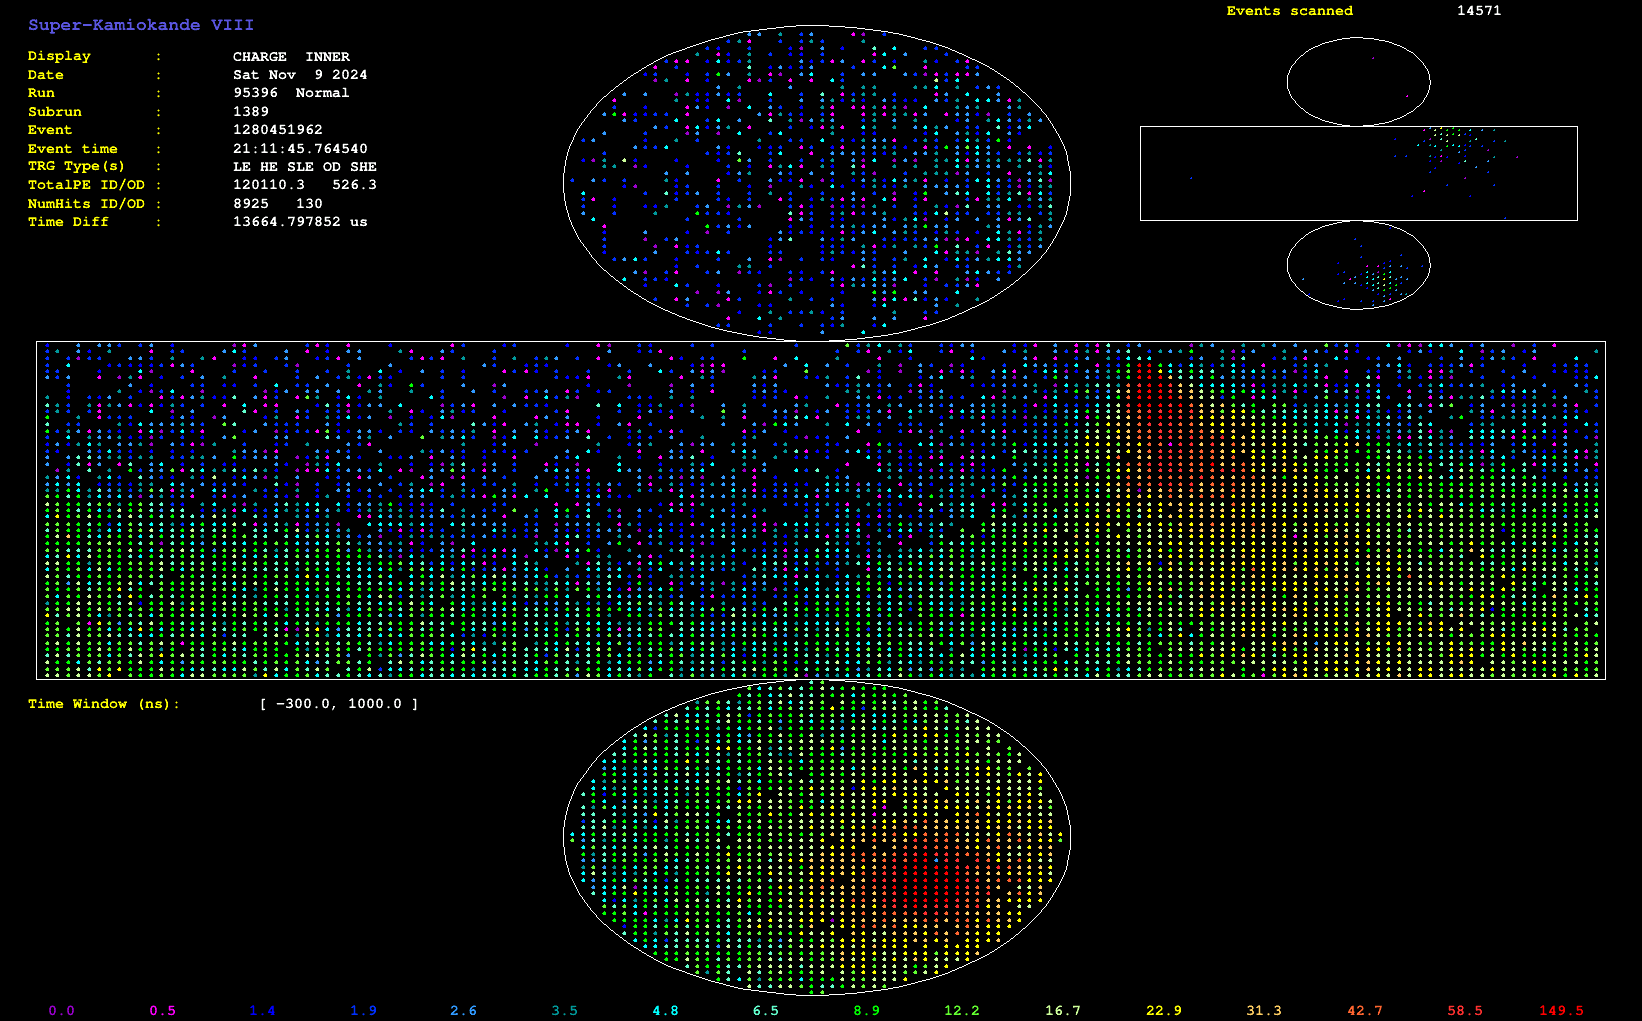 Super-Kamiokande VIII
Events scanned 14571
Display : CHARGE INNER
Date : Sat Nov 9 2024
Run : 95396 Normal
Subrun : 1389
Event : 1280451962
Event time : 21:11:45.764540
TRG Type(s) : LE HE SLE OD SHE
TotalPE ID/OD : 120110.3 526.3
NumHits ID/OD : 8925 130
Time Diff : 13664.797852 us
Time Window (ns): [ -300.0, 1000.0 ]
0.0 0.5 1.4 1.9 2.6 3.5 4.8 6.5 8.9 12.2 16.7 22.9 31.3 42.7 58.5 149.5